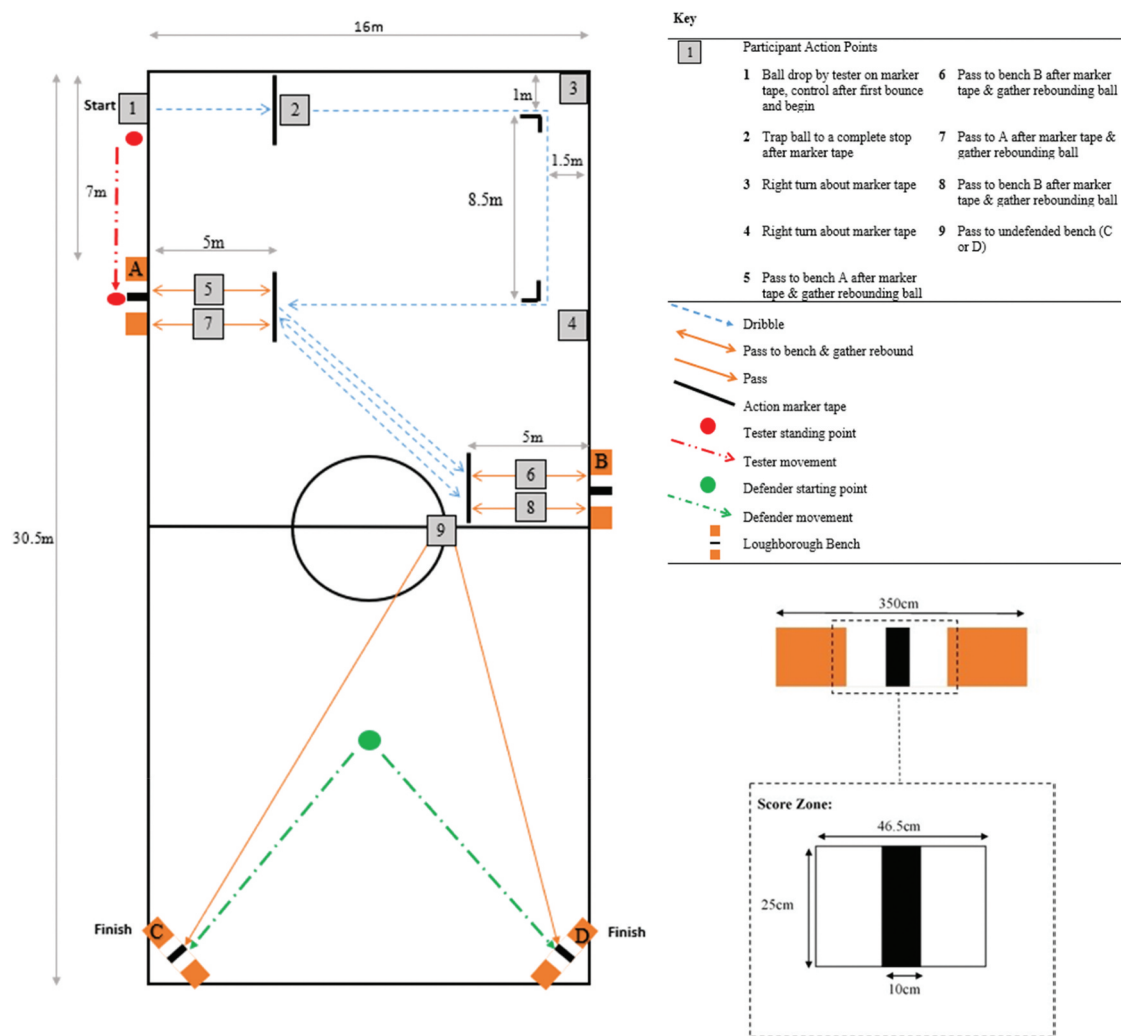 16m
Start
1
2
3
1m
1.5m
7m
8.5m
5m
A
5
7
4
5m
B
6
8
9
30.5m
Finish
C
D
Finish
Key
1
Participant Action Points
1 Ball drop by tester on marker
tape, control after first bounce
and begin
2 Trap ball to a complete stop
after marker tape
3 Right turn about marker tape
4 Right turn about marker tape
5 Pass to bench A after marker
tape & gather rebounding ball
6 Pass to bench B after marker
tape & gather rebounding ball
7 Pass to A after marker tape &
gather rebounding ball
8 Pass to bench B after marker
tape & gather rebounding ball
9 Pass to undefended bench (C
or D)
Dribble
Pass to bench & gather rebound
Pass
Action marker tape
Tester standing point
Tester movement
Defender starting point
Defender movement
Loughborough Bench
350cm
Score Zone:
46.5cm
25cm
10cm